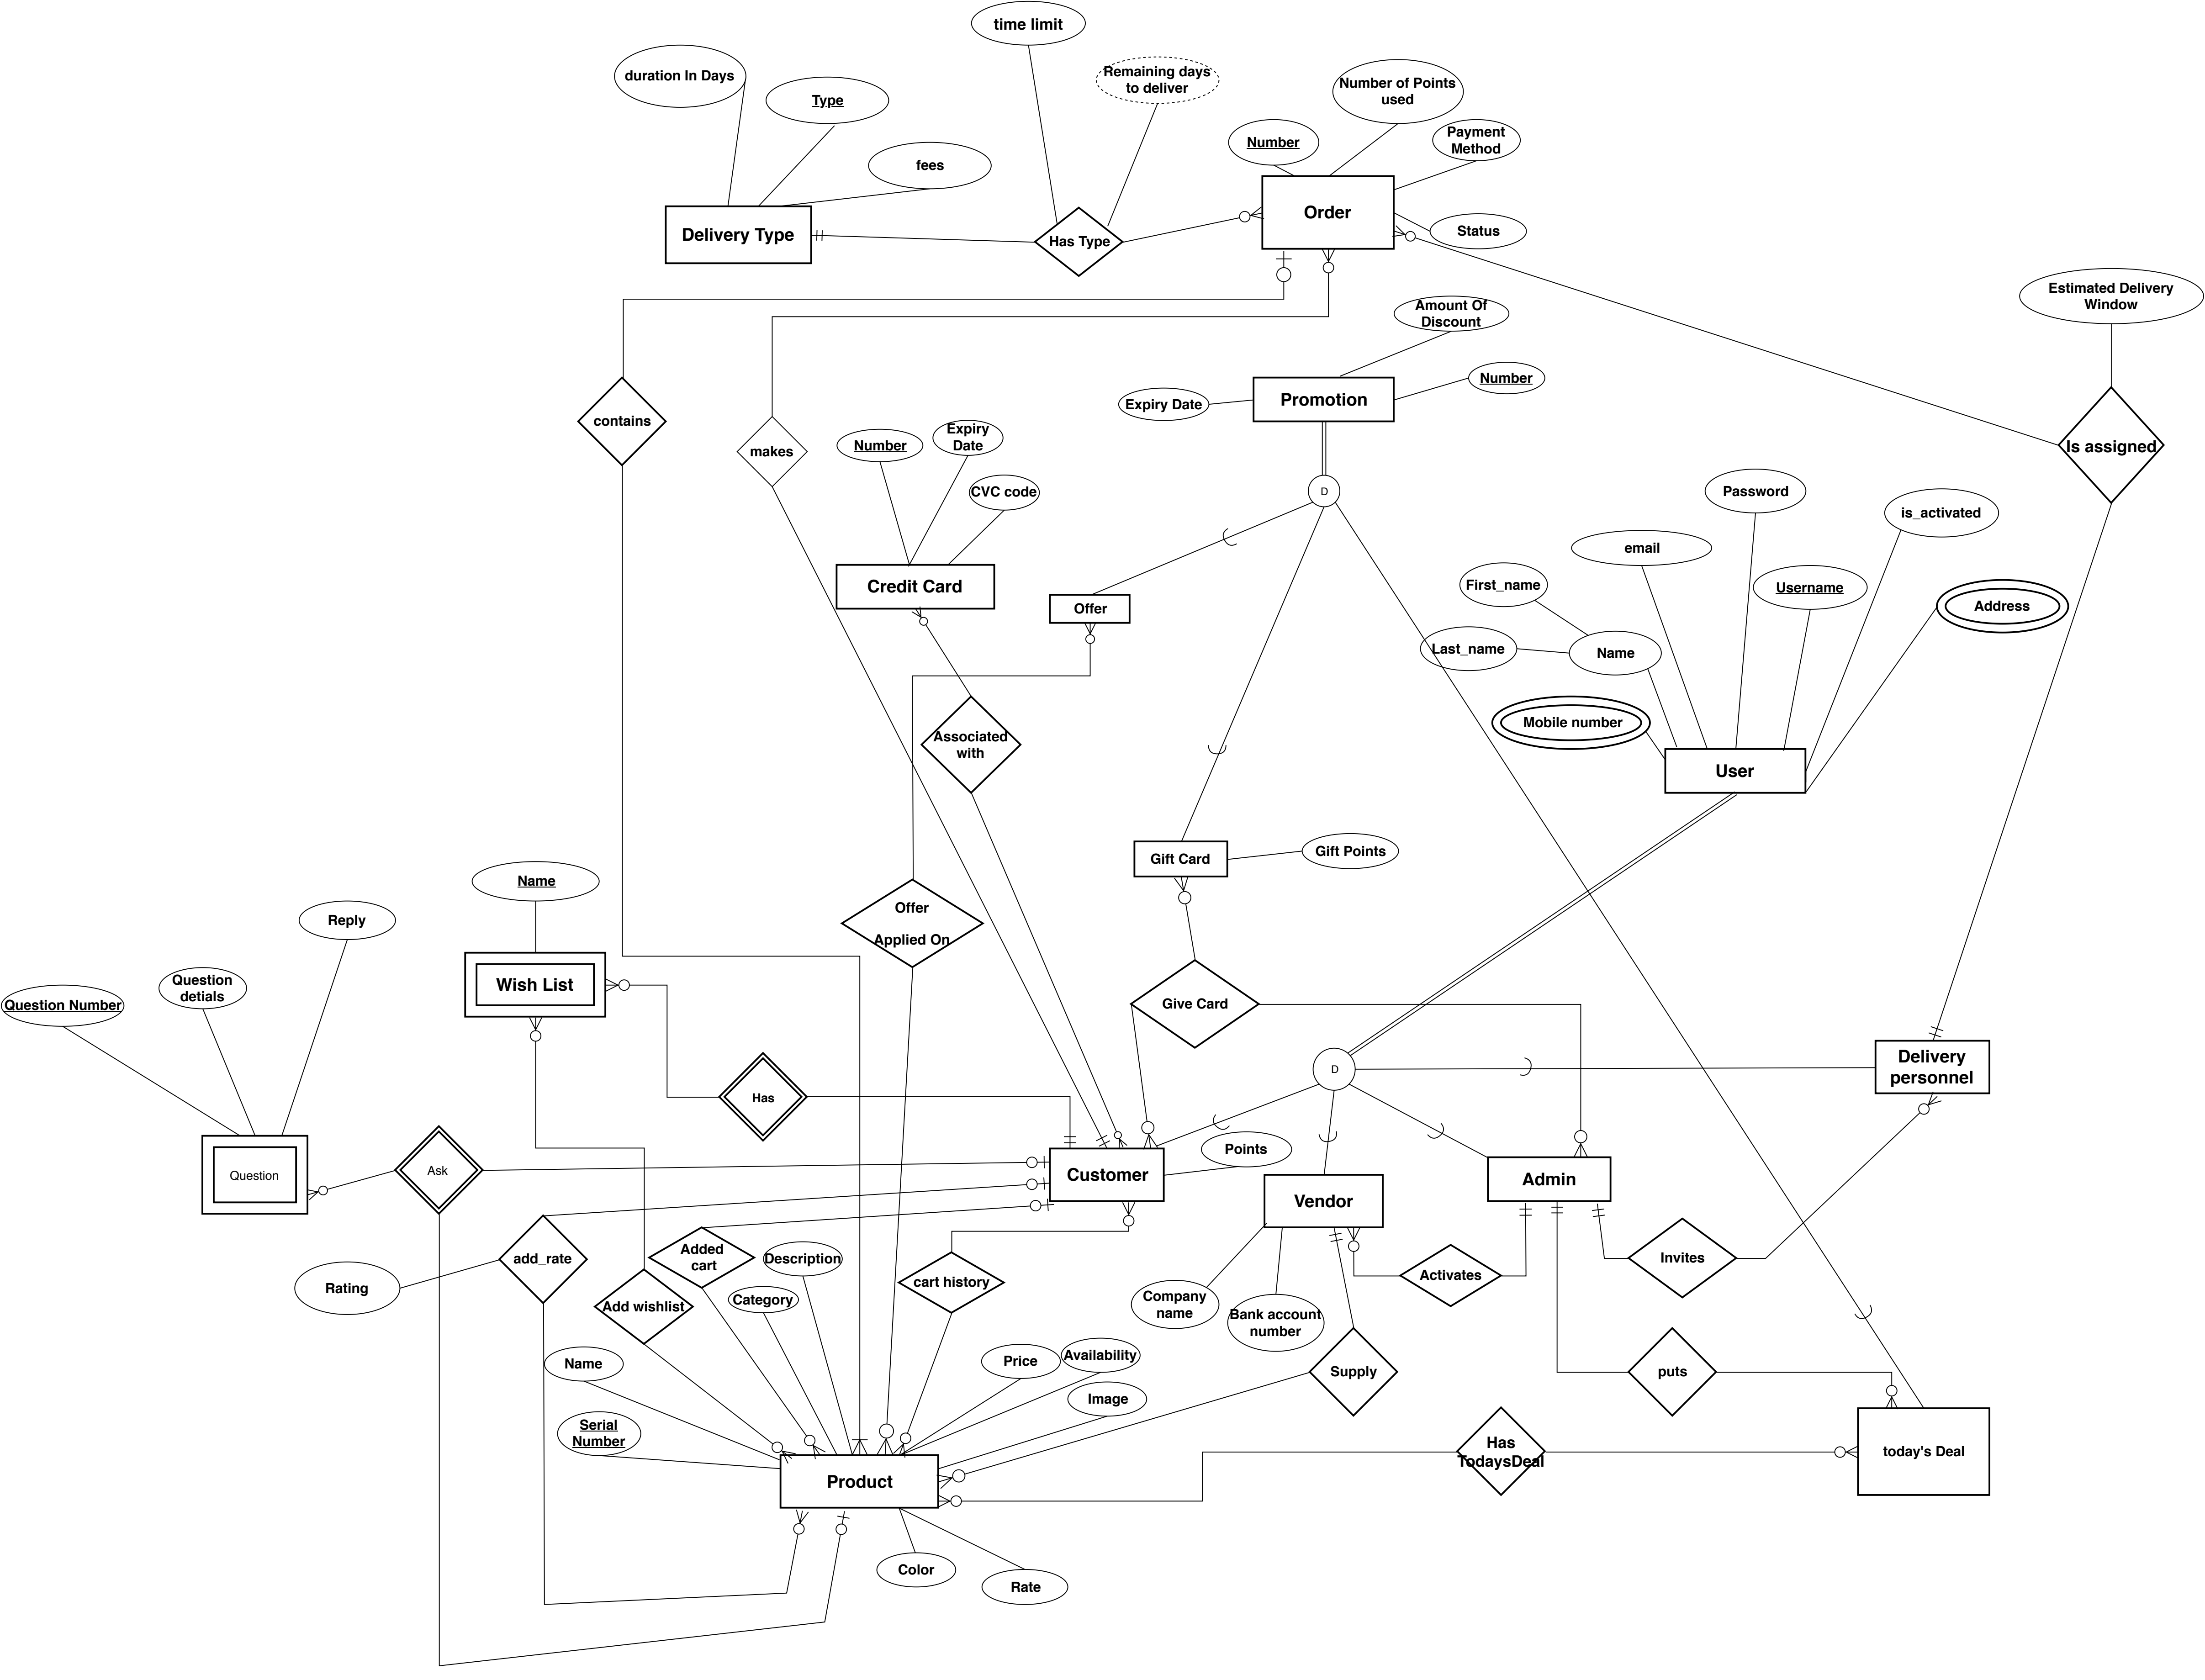 time limit
duration In Days
Type
Remaining days
to deliver
Number of Points
used
Number
Payment
Method
fees
Delivery Type
Has Type
Order
Status
Estimated Delivery
Window
Amount Of
Discount
Promotion
Number
Expiry Date
contains
makes
Number
Expiry
Date
CVC code
Is assigned
D
Password
is_activated
email
First_name
Username
Address
Credit Card
Offer
Last_name
Name
Mobile number
Associated
with
User
Gift Card
Gift Points
Name
Reply
Offer
Applied On
Question
detials
Question Number
Wish List
Give Card
Delivery
personnel
D
Has
Question
Ask
Customer
Points
Vendor
Admin
add_rate
Added
cart
Description
cart history
Activates
Invites
Rating
Add wishlist
Category
Company
name
Bank account
number
Name
Price
Availability
Supply
puts
Image
Serial
Number
Has
TodaysDeal
today's Deal
Product
Color
Rate